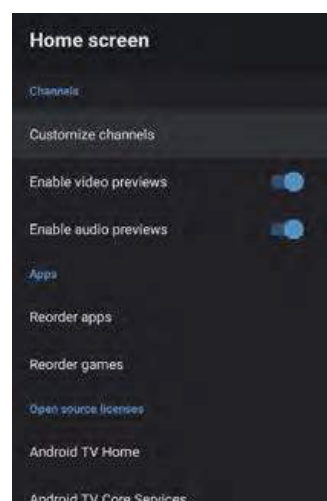 Home screen
Channels
Customize channels
Enable video previews
Enable audio previews
Apps
Reorder apps
Reorder games
Open source licenses
Android TV Home
Android TV Core Services